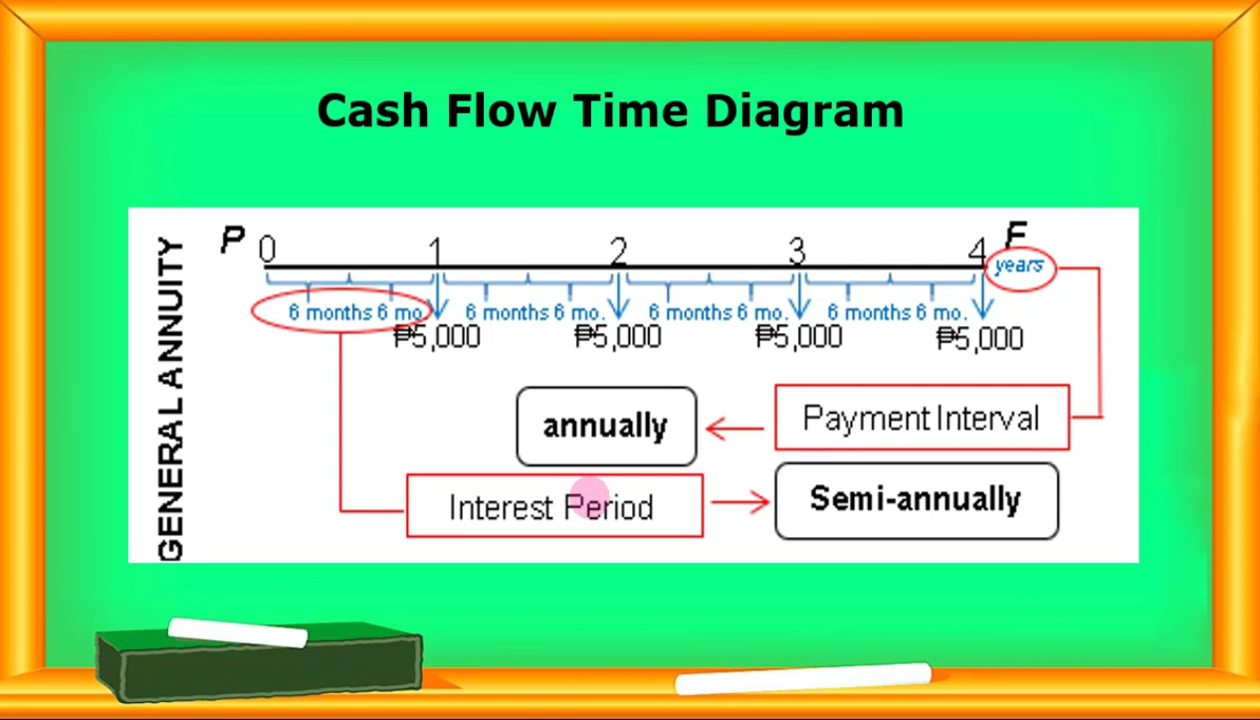 Cash Flow Time Diagram
GENERAL ANNUITY
P 0 1 2 3 4 F
years
6 months 6 mo. 6 months 6 mo. 6 months 6 mo. 6 months 6 mo.
₱5,000 ₱5,000 ₱5,000 ₱5,000
annually Payment Interval
Interest Period Semi-annually